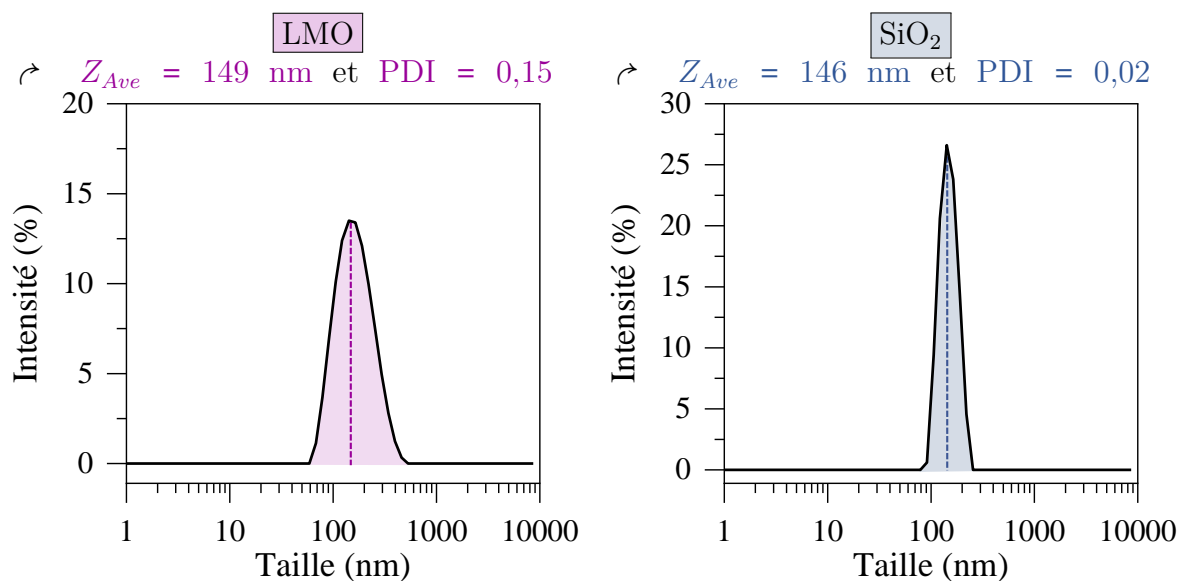 LMO
Z_Ave = 149 nm et PDI = 0,15
20
15
10
5
0
Intensité (%)
1 10 100 1000 10000
Taille (nm)
SiO₂
Z_Ave = 146 nm et PDI = 0,02
30
25
20
15
10
5
0
Intensité (%)
1 10 100 1000 10000
Taille (nm)